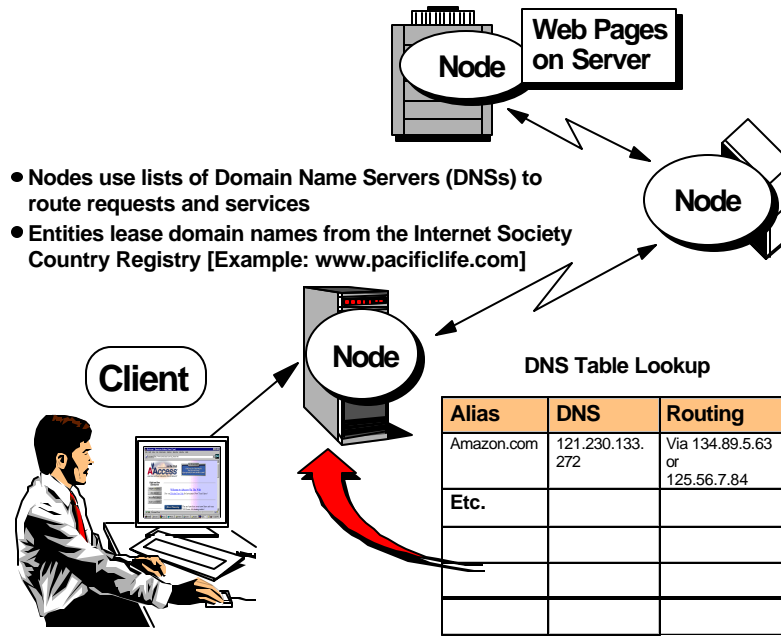 Web Pages
on Server
Node
Node
• Nodes use lists of Domain Name Servers (DNSs) to
route requests and services
• Entities lease domain names from the Internet Society
Country Registry [Example: www.pacificlife.com]
Node
Client
DNS Table Lookup
Alias DNS Routing
Amazon.com 121.230.133. Via 134.89.5.63
272 or
125.56.7.84
Etc.
Access